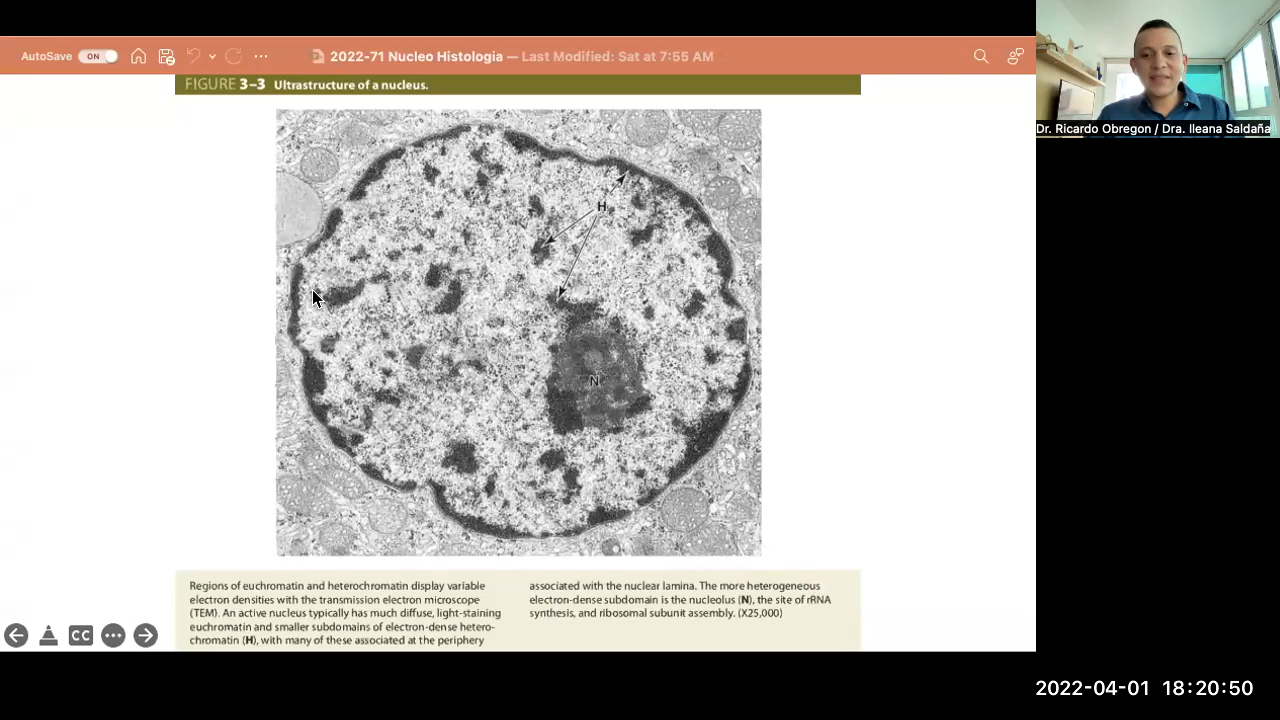 AutoSave ON 2022-71 Nucleo Histologia — Last Modified: Sat at 7:55 AM
FIGURE 3–3 Ultrastructure of a nucleus.
H
N
Regions of euchromatin and heterochromatin display variable
electron densities with the transmission electron microscope
(TEM). An active nucleus typically has much diffuse, light-staining
euchromatin and smaller subdomains of electron-dense hetero-
chromatin (H), with many of these associated at the periphery
associated with the nuclear lamina. The more heterogeneous
electron-dense subdomain is the nucleolus (N), the site of rRNA
synthesis, and ribosomal subunit assembly. (X25,000)
CC
Dr. Ricardo Obregon / Dra. Ileana Saldaña
2022-04-01 18:20:50